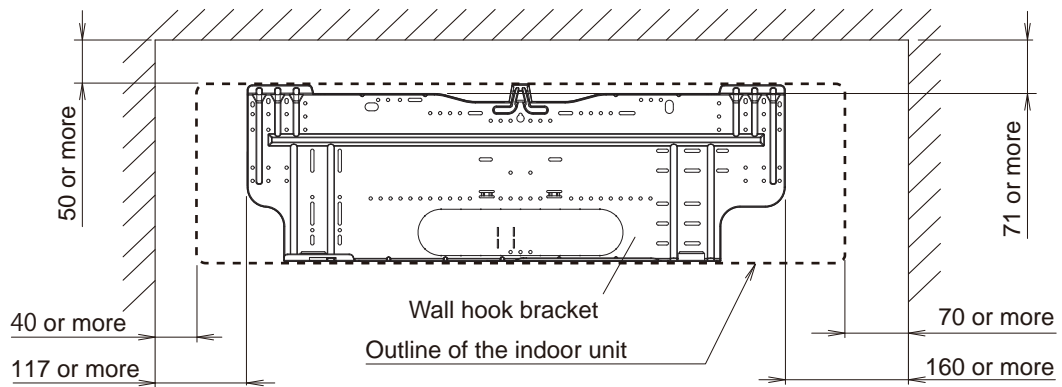 50 or more
71 or more
Wall hook bracket
40 or more
Outline of the indoor unit
70 or more
117 or more
160 or more